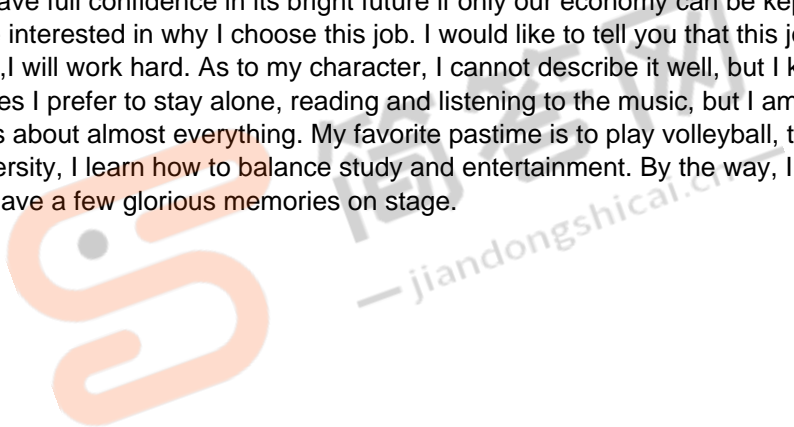 ave full confidence in its bright future if only our economy can be kep
interested in why I choose this job. I would like to tell you that this jo
,I will work hard. As to my character, I cannot describe it well, but I k
es I prefer to stay alone, reading and listening to the music, but I am
s about almost everything. My favorite pastime is to play volleyball, t
ersity, I learn how to balance study and entertainment. By the way, I
ave a few glorious memories on stage.
简答
jiandongshical.cn